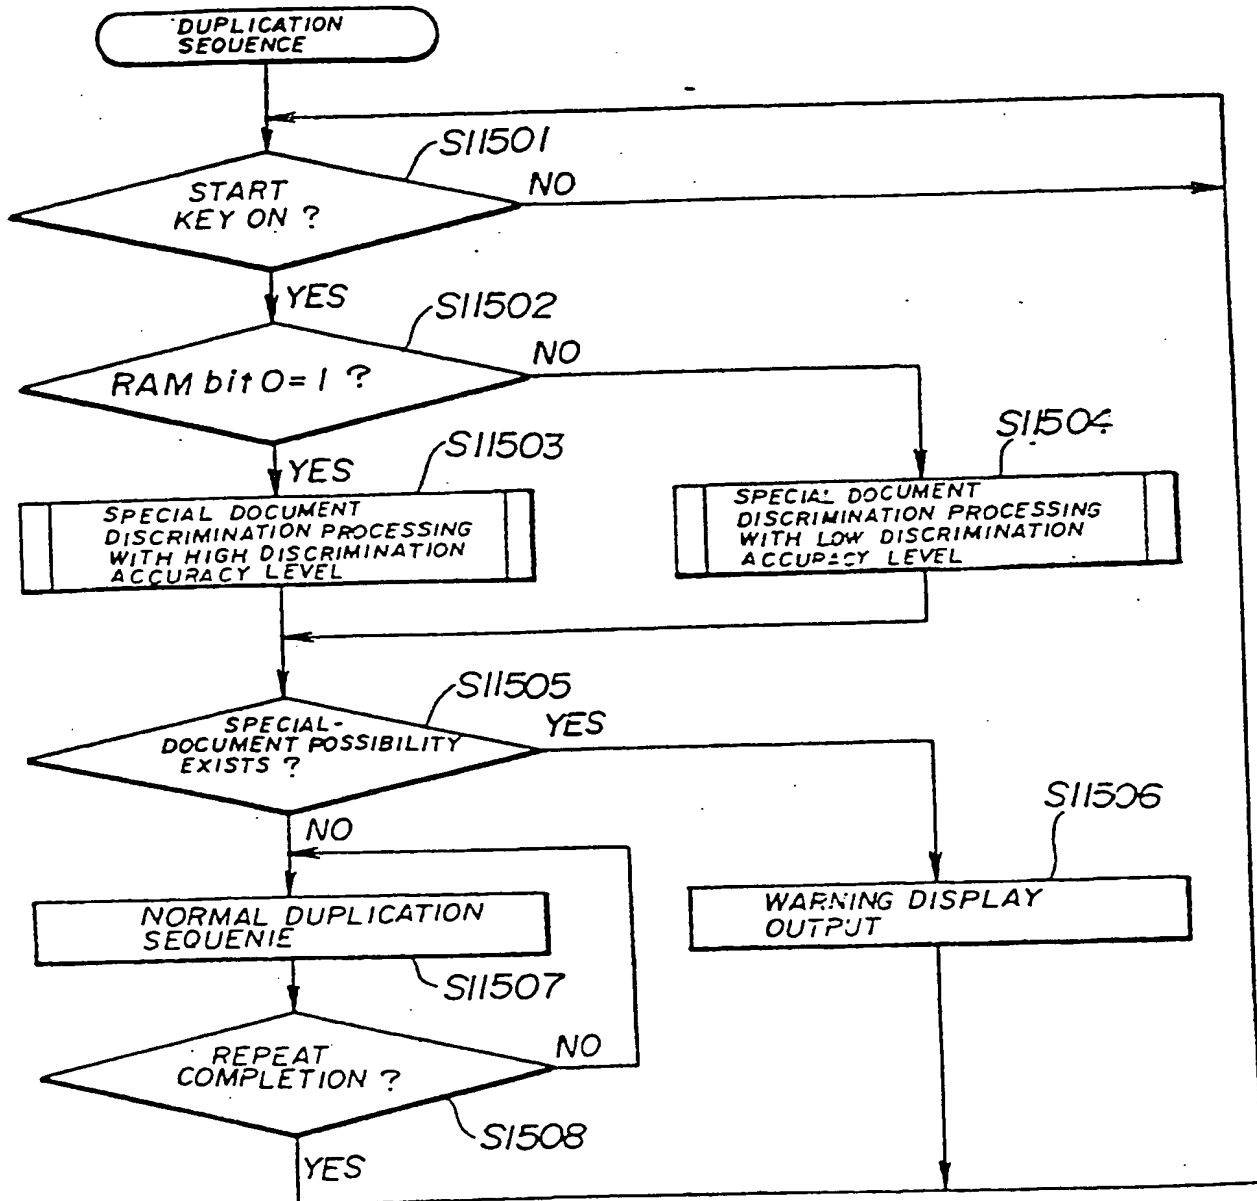 DUPLICATION
SEQUENCE
S11501
START
KEY ON ?
NO
YES
S11502
RAM bit 0 = 1 ?
NO
YES
S11503
SPECIAL DOCUMENT
DISCRIMINATION PROCESSING
WITH HIGH DISCRIMINATION
ACCURACY LEVEL
S11504
SPECIAL DOCUMENT
DISCRIMINATION PROCESSING
WITH LOW DISCRIMINATION
ACCURACY LEVEL
S11505
SPECIAL-
DOCUMENT POSSIBILITY
EXISTS ?
YES
NO
S11506
WARNING DISPLAY
OUTPUT
NORMAL DUPLICATION
SEQUENIE
S11507
REPEAT
COMPLETION ?
NO
S1508
YES